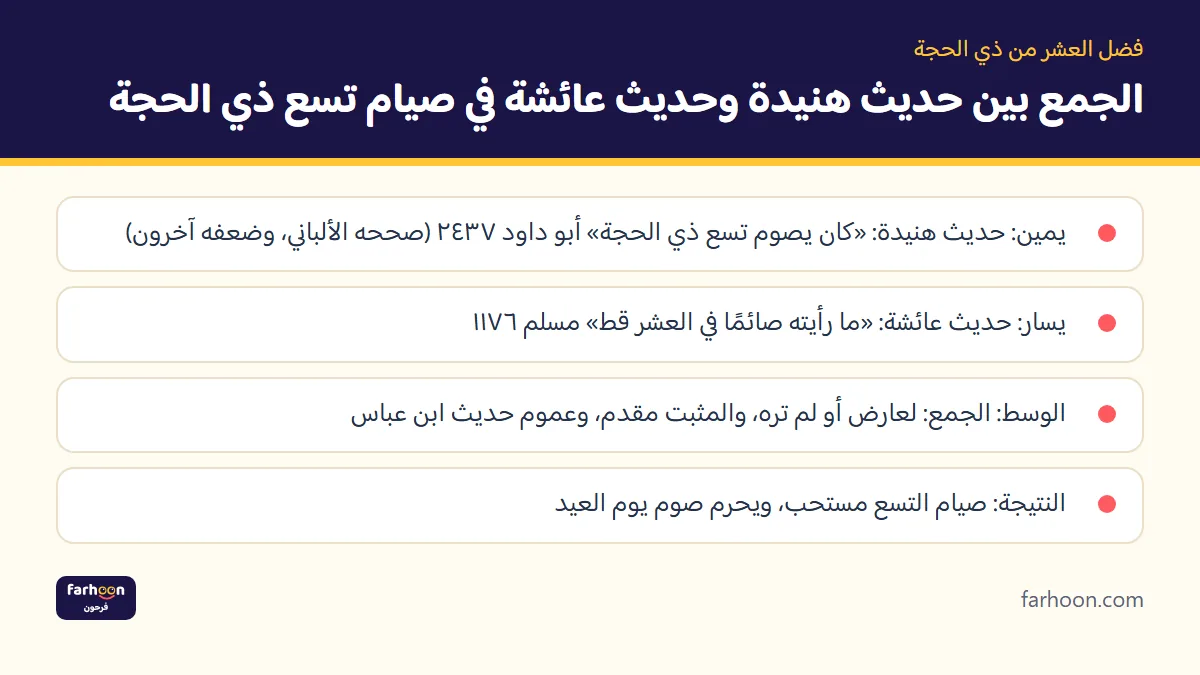 فضل العشر من ذي الحجة
الجمع بين حديث هنيدة وحديث عائشة في صيام تسع ذي الحجة
يمين: حديث هنيدة: «كان يصوم تسع ذي الحجة» أبو داود ٢٤٣٧ (صححه الألباني، وضعفه آخرون)
يسار: حديث عائشة: «ما رأيته صائمًا في العشر قط» مسلم ١١٧٦
الوسط: الجمع: لعارض أو لم تره، والمثبت مقدم، وعموم حديث ابن عباس
النتيجة: صيام التسع مستحب، ويحرم صوم يوم العيد
farhoon
فرحون
farhoon.com